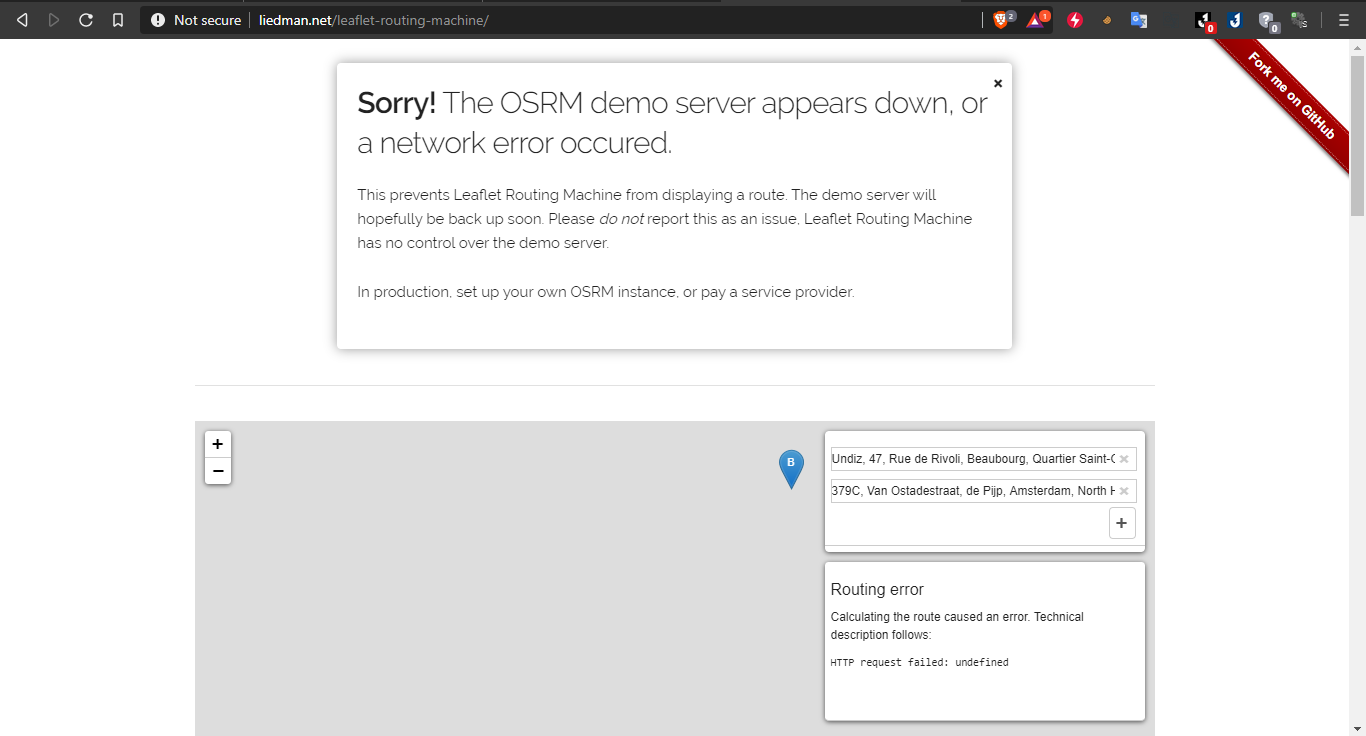 Not secure
liedman.net/leaflet-routing-machine/
2
1
0
0
Fork me on GitHub
×
Sorry! The OSRM demo server appears down, or
a network error occured.
This prevents Leaflet Routing Machine from displaying a route. The demo server will
hopefully be back up soon. Please do not report this as an issue, Leaflet Routing Machine
has no control over the demo server.
In production, set up your own OSRM instance, or pay a service provider.
+
−
B
Undiz, 47, Rue de Rivoli, Beaubourg, Quartier Saint-
379C, Van Ostadestraat, de Pijp, Amsterdam, North
+
Routing error
Calculating the route caused an error. Technical
description follows:
HTTP request failed: undefined